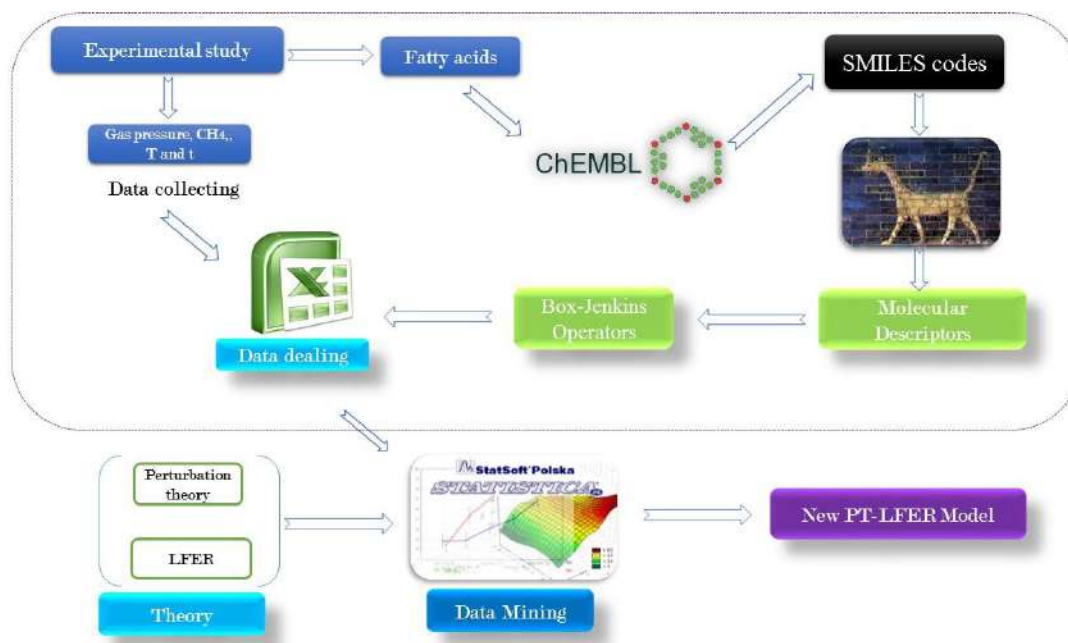 Experimental study
Fatty acids
SMILES codes
Gas pressure, CH4,,
T and t
Data collecting
ChEMBL
Box-Jenkins
Operators
Molecular
Descriptors
Data dealing
Perturbation
theory
LFER
Theory
StatSoft Polska
STATISTICA
Data Mining
New PT-LFER Model